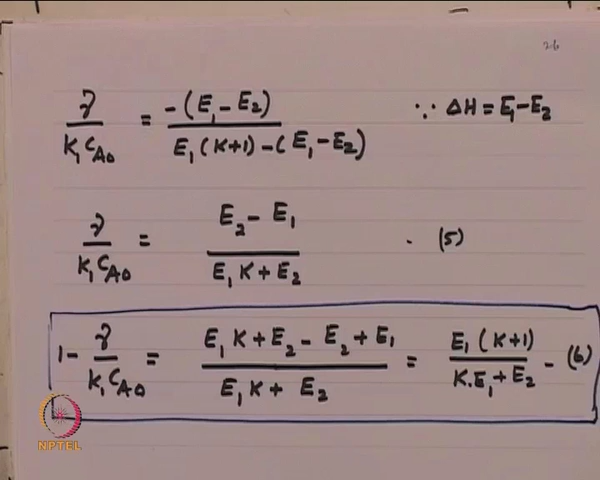 26
r / K₁C_A0 = -(E₁ - E₂) / E₁(K+1) - (E₁ - E₂) ∵ ΔH = E₁ - E₂
r / K₁C_A0 = E₂ - E₁ / E₁K + E₂ - (5)
1 - r / K₁C_A0 = E₁K + E₂ - E₂ + E₁ / E₁K + E₂ = E₁(K+1) / K.E₁ + E₂ - (6)
NPTEL